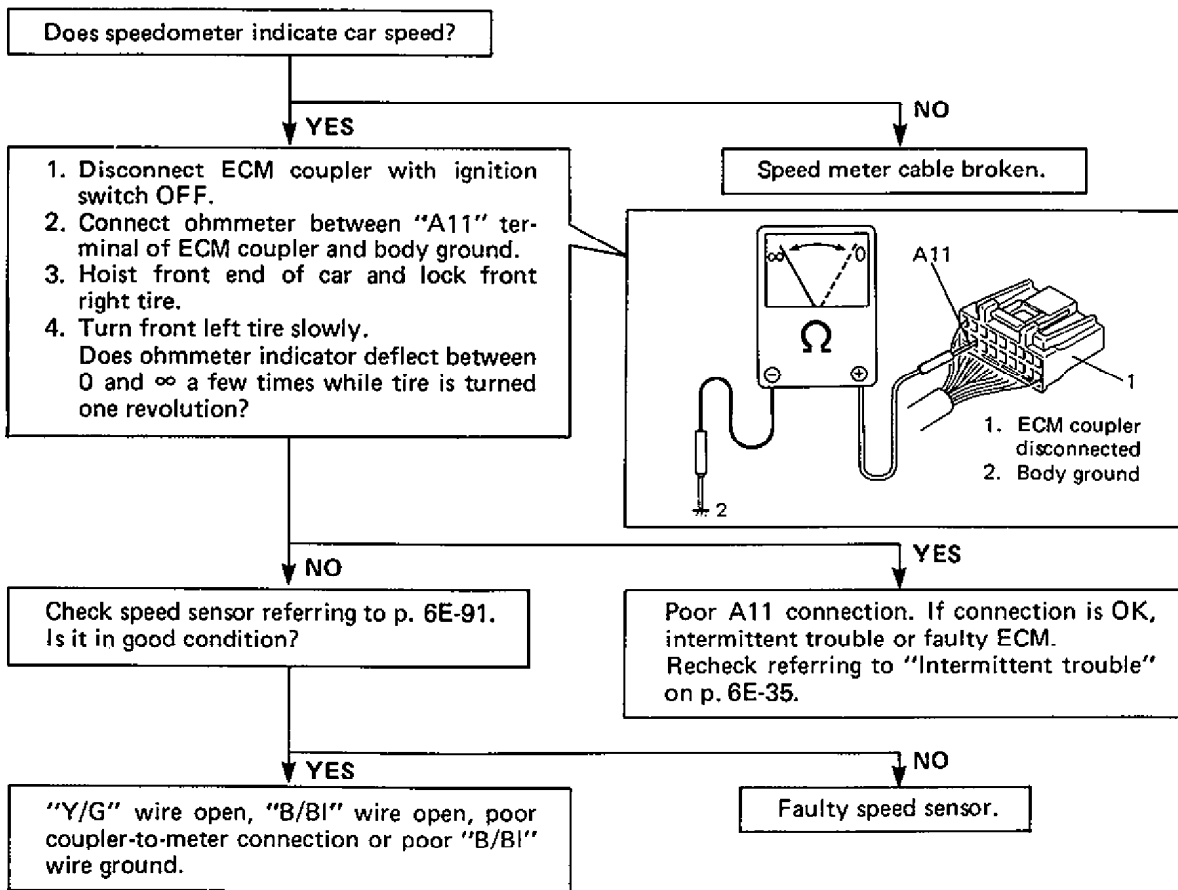 Does speedometer indicate car speed?
YES
NO
1. Disconnect ECM coupler with ignition
switch OFF.
2. Connect ohmmeter between "A11" ter-
minal of ECM coupler and body ground.
3. Hoist front end of car and lock front
right tire.
4. Turn front left tire slowly.
Does ohmmeter indicator deflect between
0 and ∞ a few times while tire is turned
one revolution?
Speed meter cable broken.
∞ 0
Ω
⊖ ⊕
A11
1
2
1. ECM coupler
disconnected
2. Body ground
NO
YES
Check speed sensor referring to p. 6E-91.
Is it in good condition?
Poor A11 connection. If connection is OK,
intermittent trouble or faulty ECM.
Recheck referring to "Intermittent trouble"
on p. 6E-35.
YES
NO
"Y/G" wire open, "B/Bl" wire open, poor
coupler-to-meter connection or poor "B/Bl"
wire ground.
Faulty speed sensor.